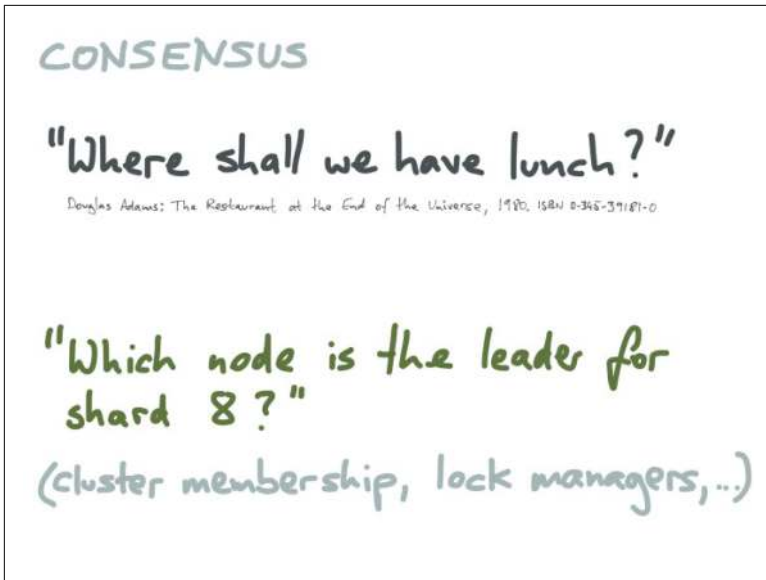 CONSENSUS
"Where shall we have lunch?"
Douglas Adams: The Restaurant at the End of the Universe, 1980. ISBN 0-345-39181-0
"Which node is the leader for
shard 8?"
(cluster membership, lock managers,...)